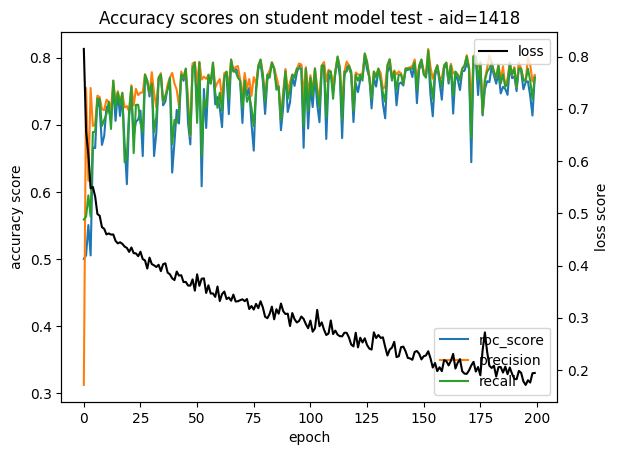 Accuracy scores on student model test - aid=1418
loss
accuracy score
0.8
0.7
0.6
0.5
0.4
0.3
0.8
0.7
0.6
0.5
0.4
0.3
0.2
loss score
roc_score
precision
recall
0 25 50 75 100 125 150 175 200
epoch